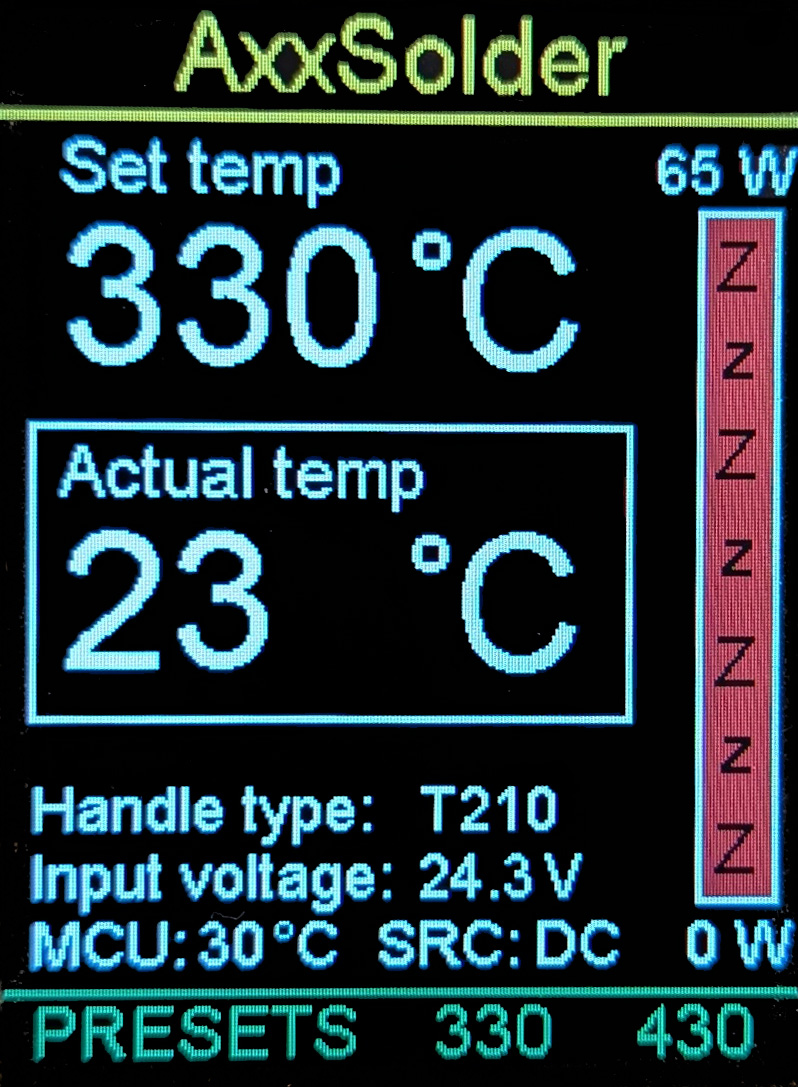 AxxSolder
Set temp
330 °C
65 W
Actual temp
23 °C
Z
z
Z
z
Z
z
Z
Handle type: T210
Input voltage: 24.3 V
MCU: 30°C SRC: DC
0 W
PRESETS 330 430